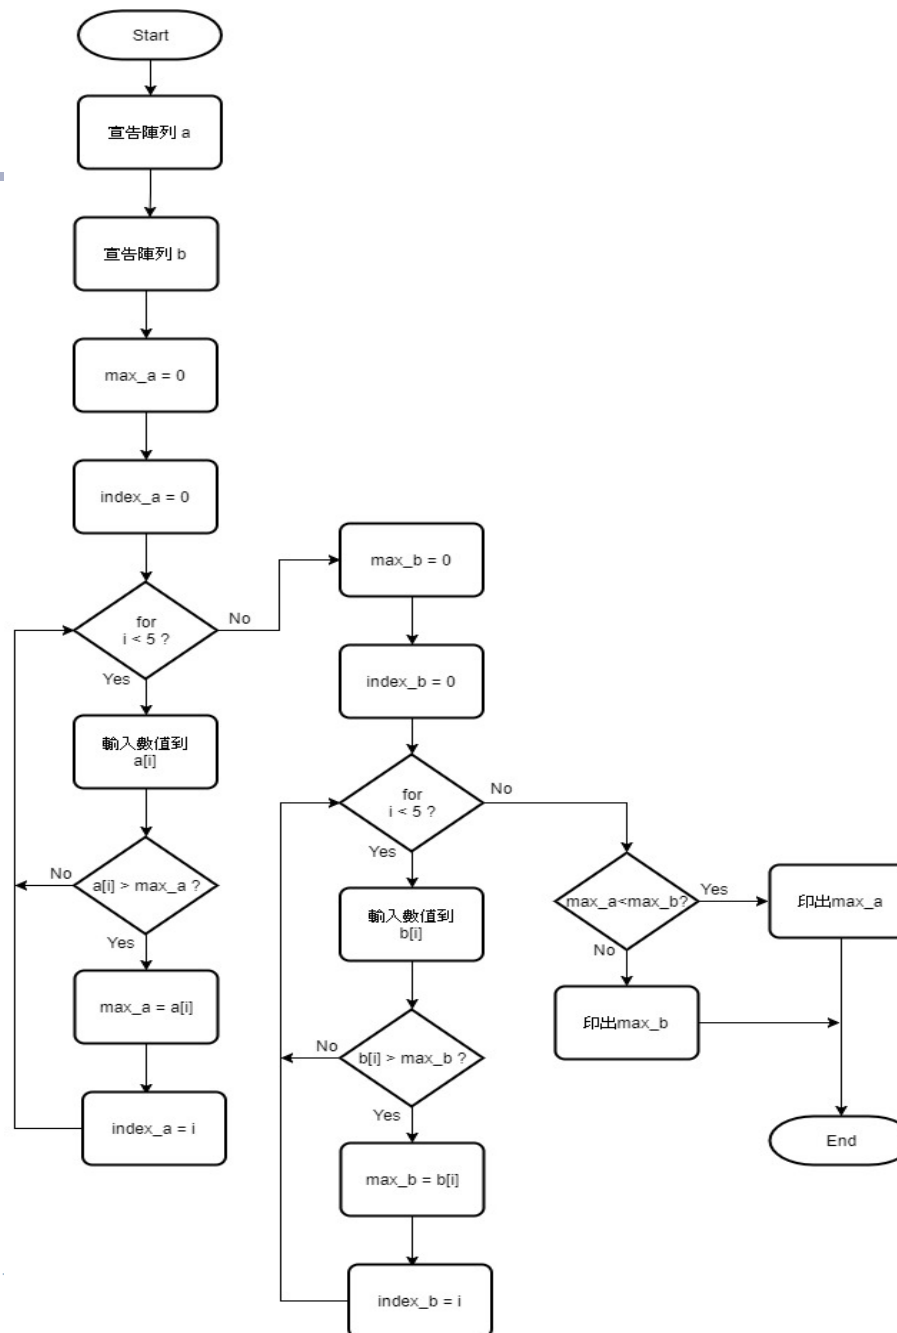 Start
宣告陣列 a
宣告陣列 b
max_a = 0
index_a = 0
for
i < 5 ?
No
Yes
輸入數值到
a[i]
a[i] > max_a ?
No
Yes
max_a = a[i]
index_a = i
max_b = 0
index_b = 0
for
i < 5 ?
No
Yes
輸入數值到
b[i]
b[i] > max_b ?
No
Yes
max_b = b[i]
index_b = i
max_a<max_b?
Yes
No
印出max_a
印出max_b
End